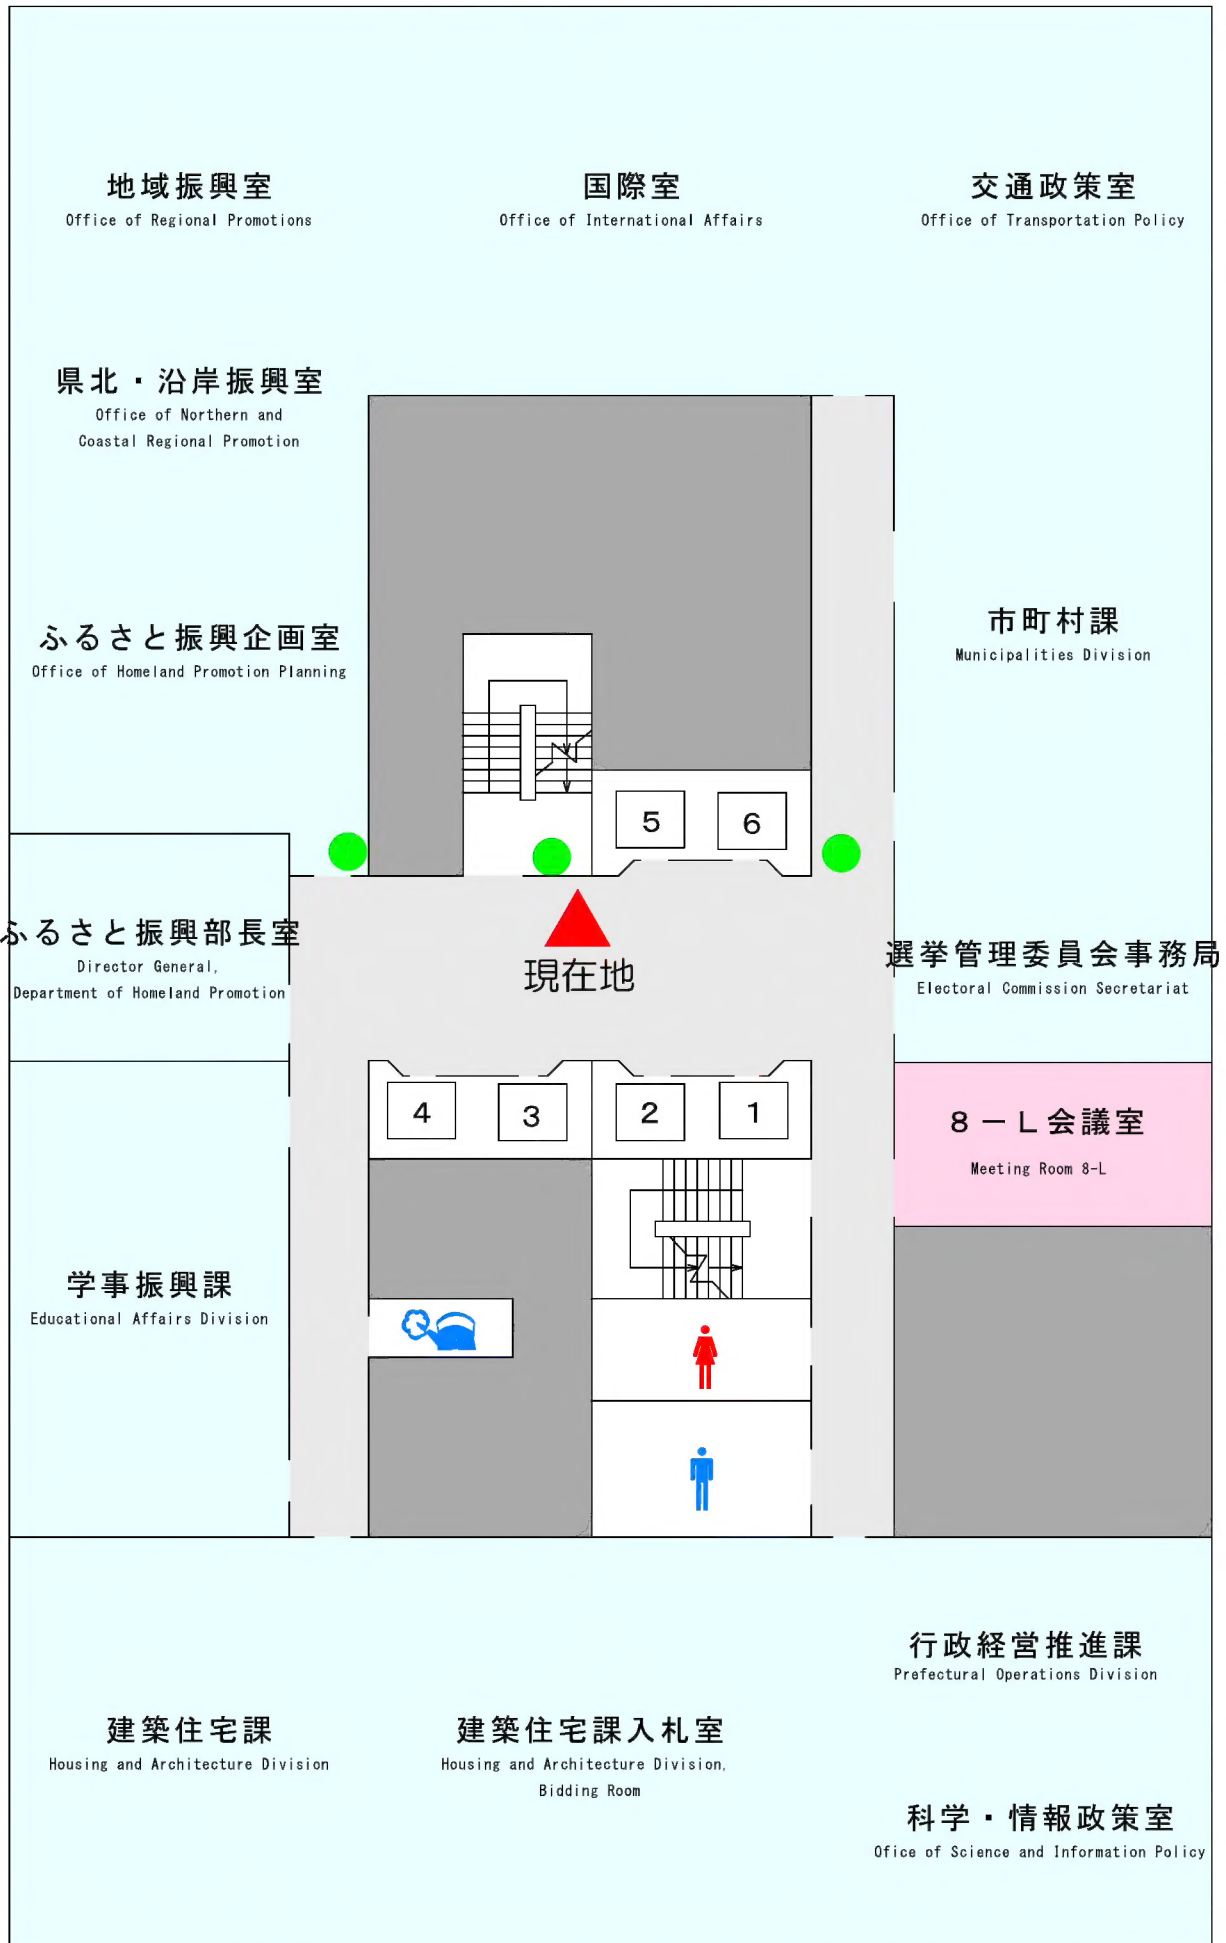 地域振興室
Office of Regional Promotions
国際室
Office of International Affairs
交通政策室
Office of Transportation Policy
県北・沿岸振興室
Office of Northern and
Coastal Regional Promotion
ふるさと振興企画室
Office of Homeland Promotion Planning
市町村課
Municipalities Division
5
6
ふるさと振興部長室
Director General,
Department of Homeland Promotion
現在地
選挙管理委員会事務局
Electoral Commission Secretariat
4
3
2
1
８－Ｌ会議室
Meeting Room 8-L
学事振興課
Educational Affairs Division
行政経営推進課
Prefectural Operations Division
建築住宅課
Housing and Architecture Division
建築住宅課入札室
Housing and Architecture Division,
Bidding Room
科学・情報政策室
Ofice of Science and Information Policy